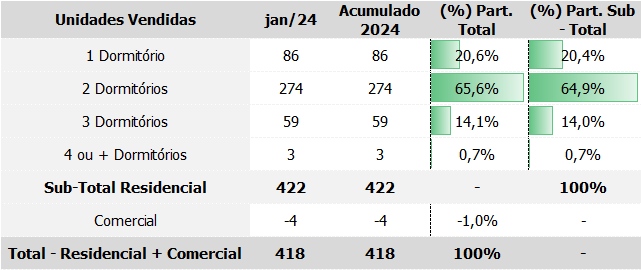 Unidades Vendidas jan/24 Acumulado 2024 (%) Part. Total (%) Part. Sub - Total
1 Dormitório 86 86 20,6% 20,4%
2 Dormitórios 274 274 65,6% 64,9%
3 Dormitórios 59 59 14,1% 14,0%
4 ou + Dormitórios 3 3 0,7% 0,7%
Sub-Total Residencial 422 422 - 100%
Comercial -4 -4 -1,0% -
Total - Residencial + Comercial 418 418 100% -